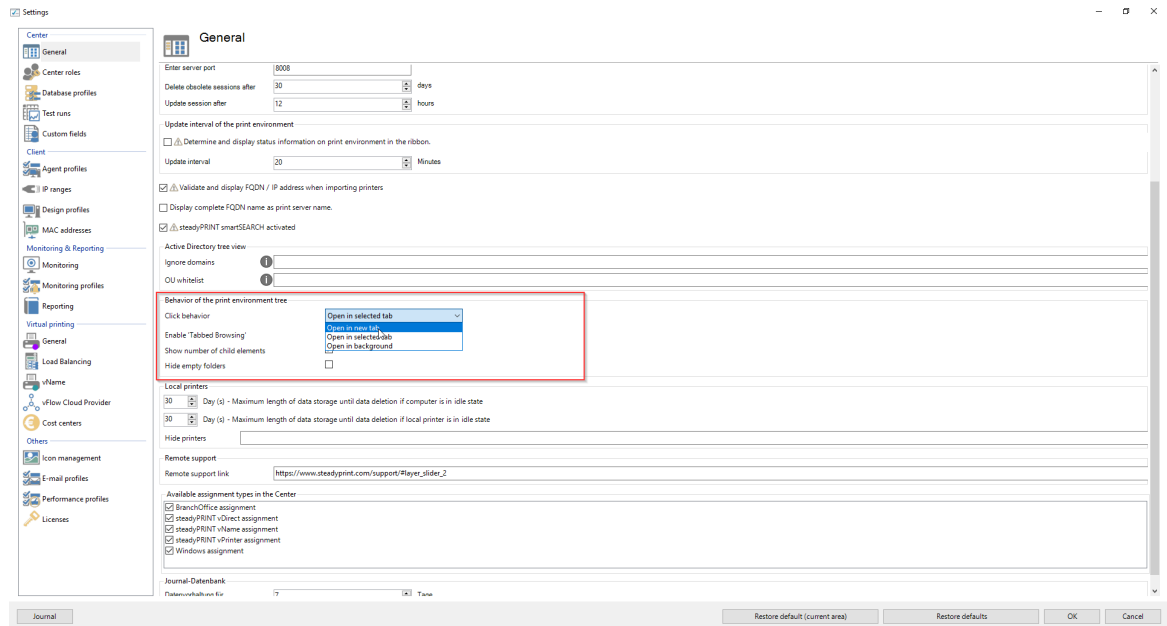 Settings
Center
General
Center roles
Database profiles
Test runs
Custom fields
Client
Agent profiles
IP ranges
Design profiles
MAC addresses
Monitoring & Reporting
Monitoring
Monitoring profiles
Reporting
Virtual printing
General
Load Balancing
vName
vFlow Cloud Provider
Cost centers
Others
Icon management
E-mail profiles
Performance profiles
Licenses
General
Enter server port 8008
Delete obsolete sessions after 30 days
Update session after 12 hours
Update interval of the print environment
Determine and display status information on print environment in the ribbon.
Update interval 20 Minutes
Validate and display FQDN / IP address when importing printers
Display complete FQDN name as print server name.
steadyPRINT smartSEARCH activated
Active Directory tree view
Ignore domains
OU whitelist
Behavior of the print environment tree
Click behavior Open in selected tab
Open in new tab
Enable 'Tabbed Browsing' Open in selected tab
Open in background
Show number of child elements
Hide empty folders
Local printers
30 Day (s) - Maximum length of data storage until data deletion if computer is in idle state
30 Day (s) - Maximum length of data storage until data deletion if local printer is in idle state
Hide printers
Remote support
Remote support link https://www.steadyprint.com/support/#layer_slider_2
Available assignment types in the Center
BranchOffice assignment
steadyPRINT vDirect assignment
steadyPRINT vName assignment
steadyPRINT vPrinter assignment
Windows assignment
Journal-Datenbank
Datenvorhaltung für 7 Tage
Journal Restore default (current area) Restore defaults OK Cancel